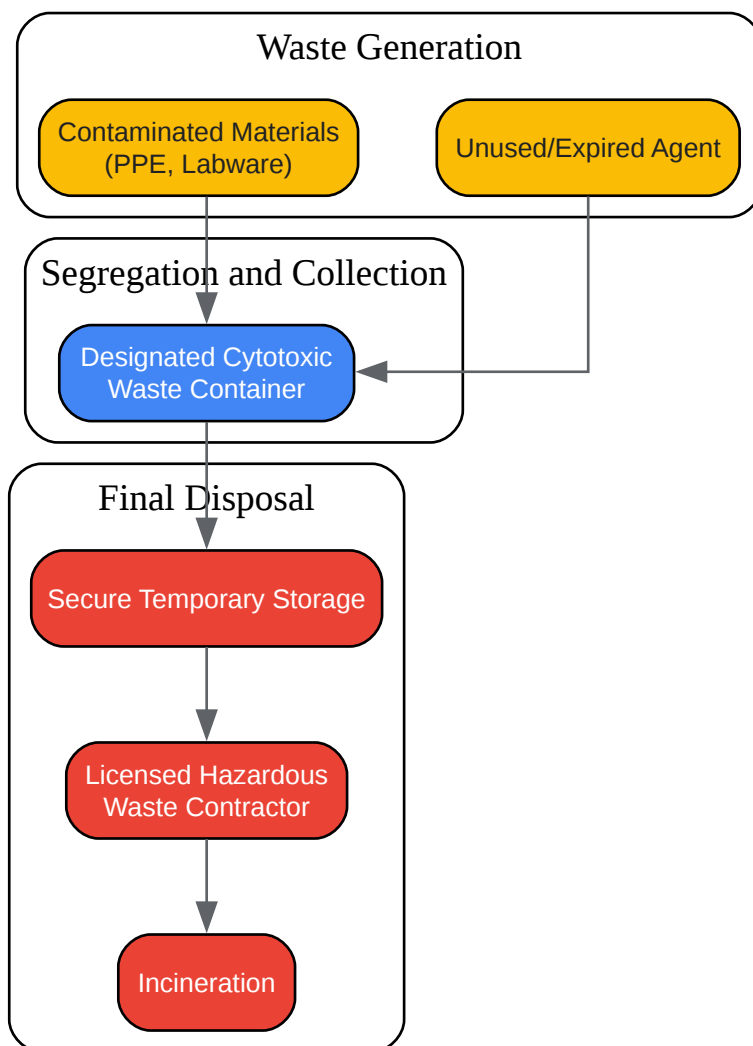 Waste Generation
Contaminated Materials
(PPE, Labware)
Unused/Expired Agent
Segregation and Collection
Designated Cytotoxic
Waste Container
Final Disposal
Secure Temporary Storage
Licensed Hazardous
Waste Contractor
Incineration